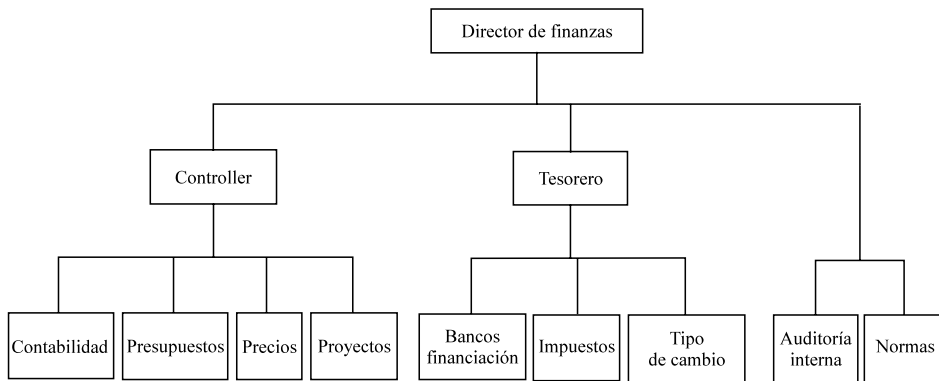 Director de finanzas
Controller
Tesorero
Contabilidad
Presupuestos
Precios
Proyectos
Bancos
financiación
Impuestos
Tipo
de cambio
Auditoría
interna
Normas